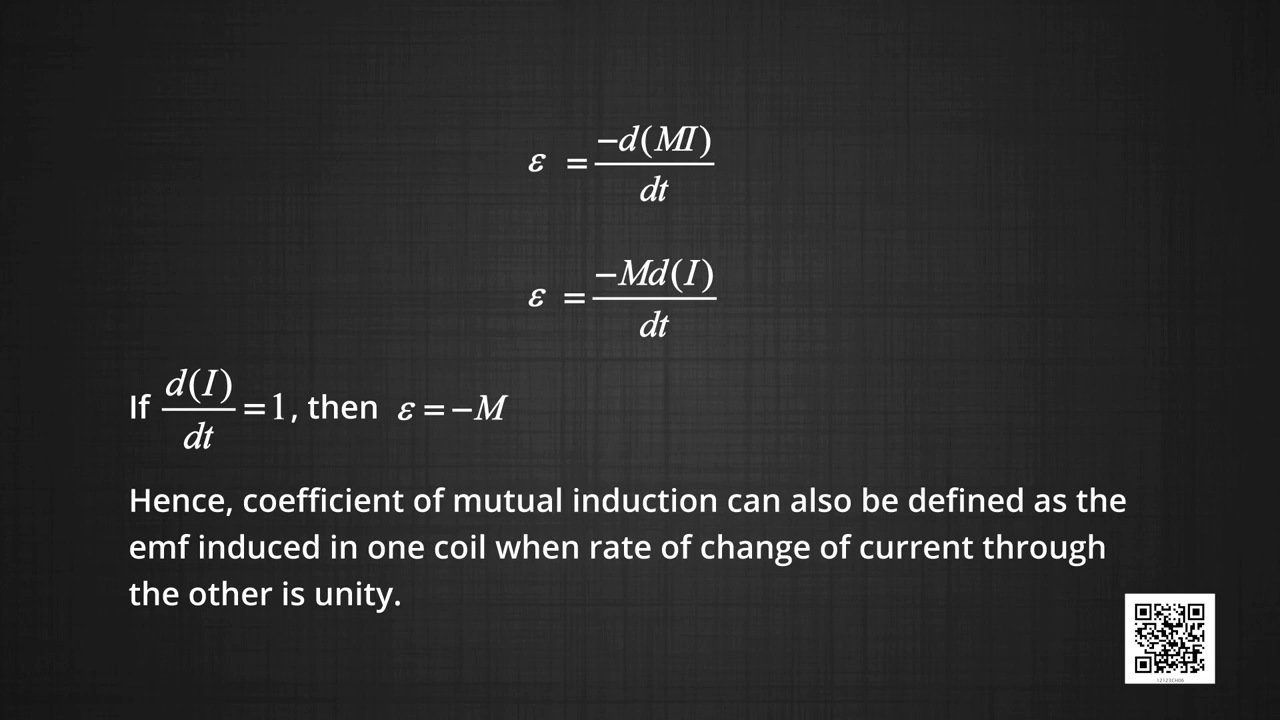 ε = −d(MI)/dt
ε = −Md(I)/dt
If d(I)/dt = 1, then ε = −M
Hence, coefficient of mutual induction can also be defined as the
emf induced in one coil when rate of change of current through
the other is unity.
12123CH06